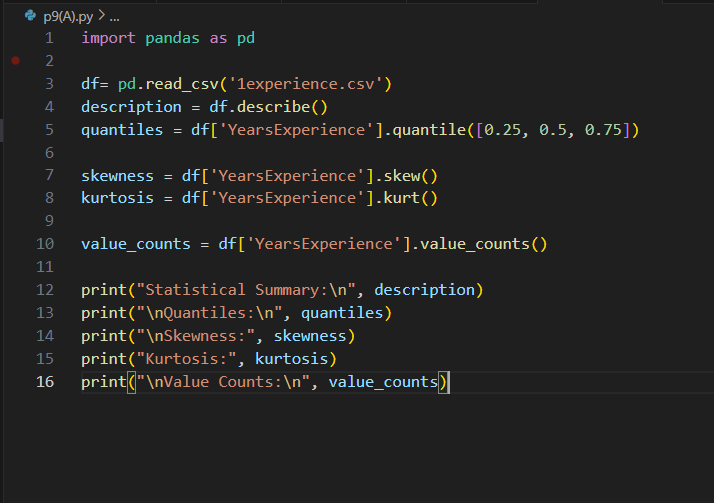 p9(A).py > ...
1 import pandas as pd
2
3 df= pd.read_csv('1experience.csv')
4 description = df.describe()
5 quantiles = df['YearsExperience'].quantile([0.25, 0.5, 0.75])
6
7 skewness = df['YearsExperience'].skew()
8 kurtosis = df['YearsExperience'].kurt()
9
10 value_counts = df['YearsExperience'].value_counts()
11
12 print("Statistical Summary:\n", description)
13 print("\nQuantiles:\n", quantiles)
14 print("\nSkewness:", skewness)
15 print("Kurtosis:", kurtosis)
16 print("\nValue Counts:\n", value_counts)